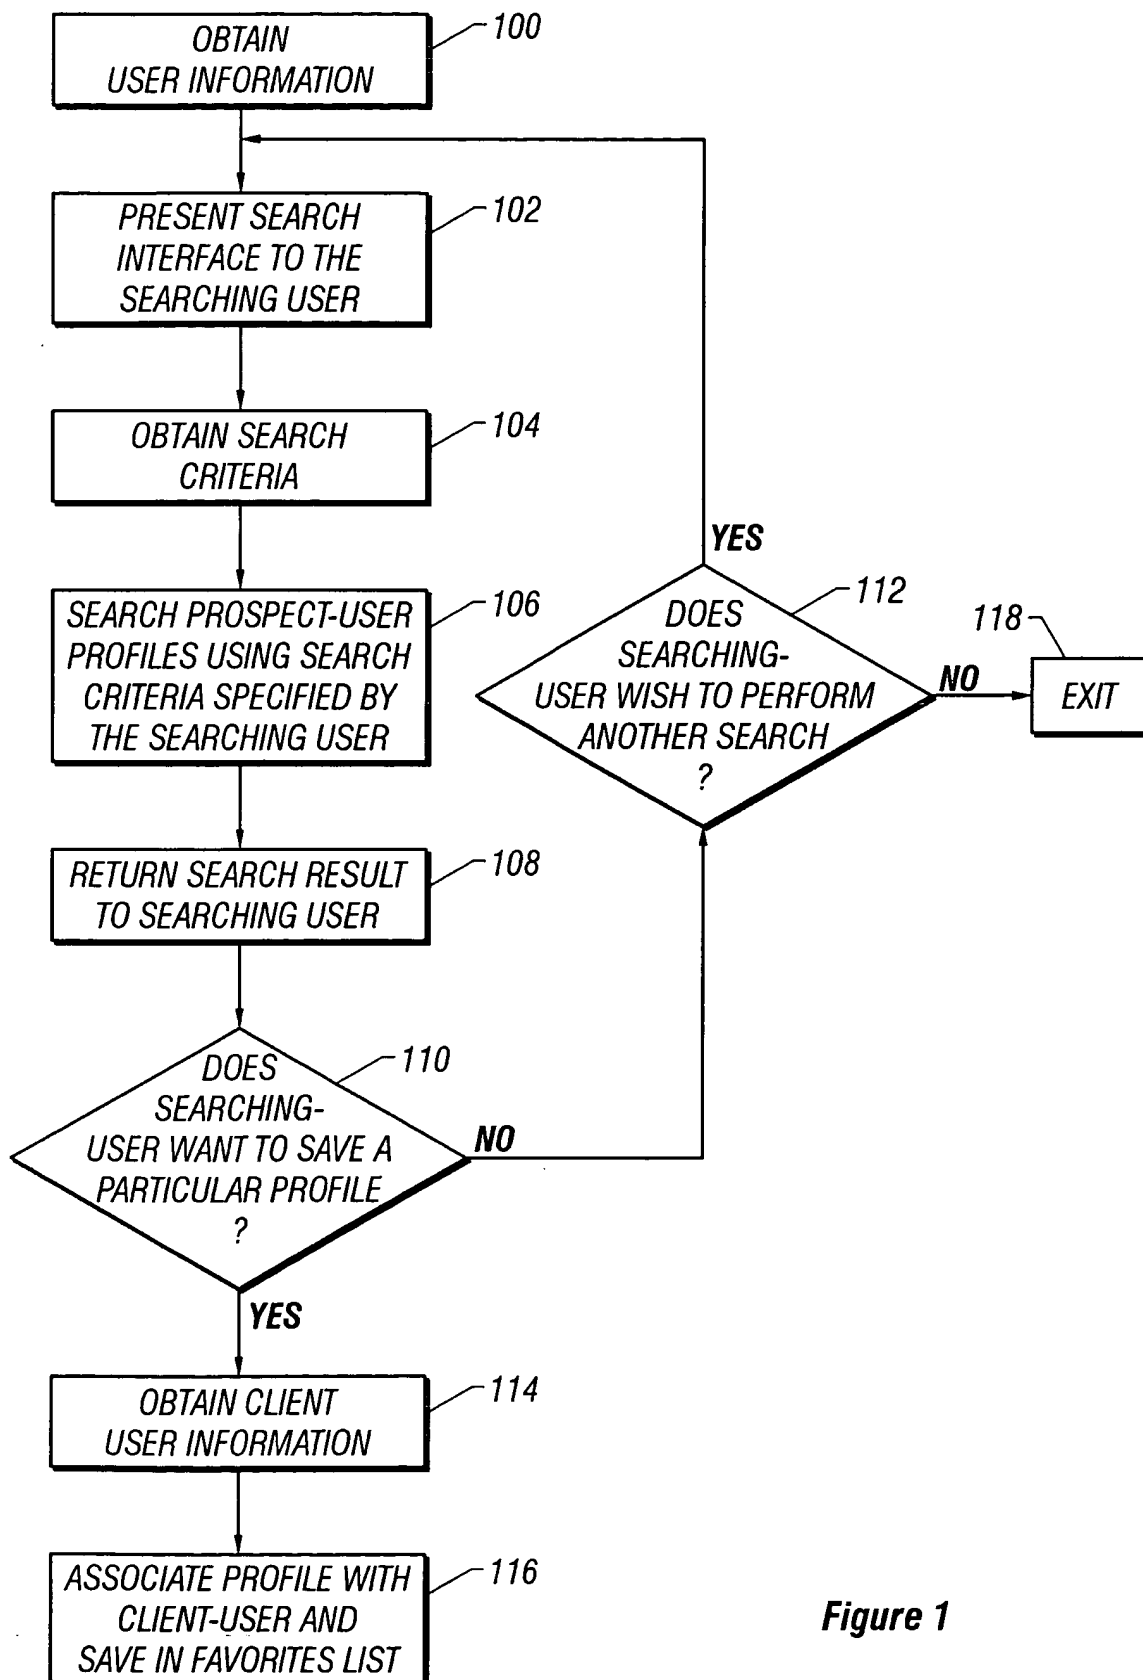 OBTAIN
USER INFORMATION
100
PRESENT SEARCH
INTERFACE TO THE
SEARCHING USER
102
OBTAIN SEARCH
CRITERIA
104
SEARCH PROSPECT-USER
PROFILES USING SEARCH
CRITERIA SPECIFIED BY
THE SEARCHING USER
106
RETURN SEARCH RESULT
TO SEARCHING USER
108
DOES
SEARCHING-
USER WANT TO SAVE A
PARTICULAR PROFILE
?
110
NO
YES
DOES
SEARCHING-
USER WISH TO PERFORM
ANOTHER SEARCH
?
112
YES
NO
EXIT
118
OBTAIN CLIENT
USER INFORMATION
114
ASSOCIATE PROFILE WITH
CLIENT-USER AND
SAVE IN FAVORITES LIST
116
Figure 1